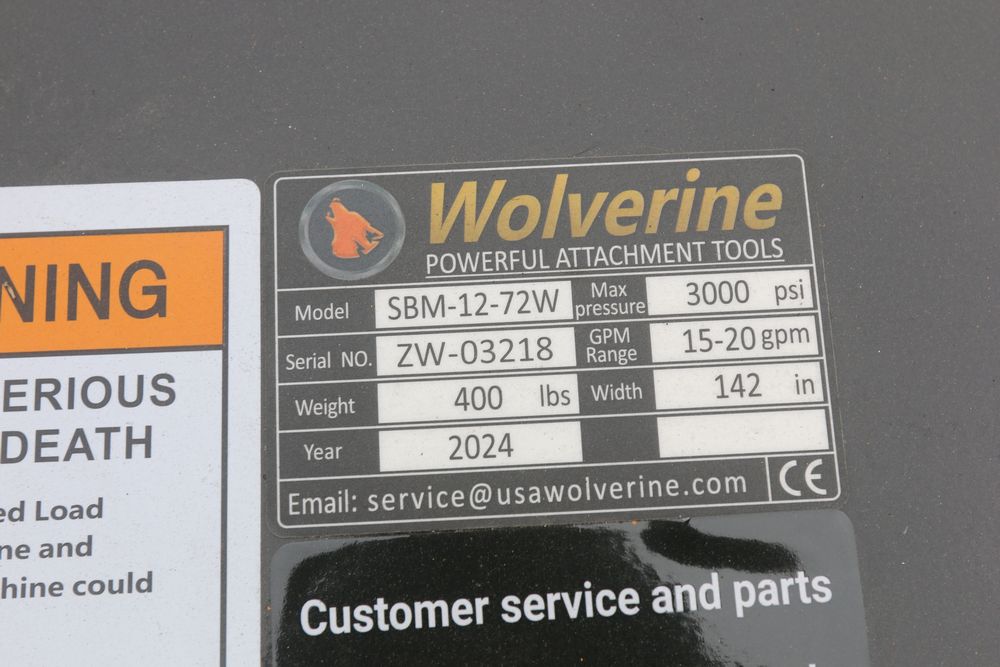 Wolverine
POWERFUL ATTACHMENT TOOLS
Model SBM-12-72W Max pressure 3000 psi
Serial NO. ZW-03218 GPM Range 15-20 gpm
Weight 400 lbs Width 142 in
Year 2024
Email: service@usawolverine.com CE
NING
ERIOUS
DEATH
ed Load
ne and
hine could
Customer service and parts